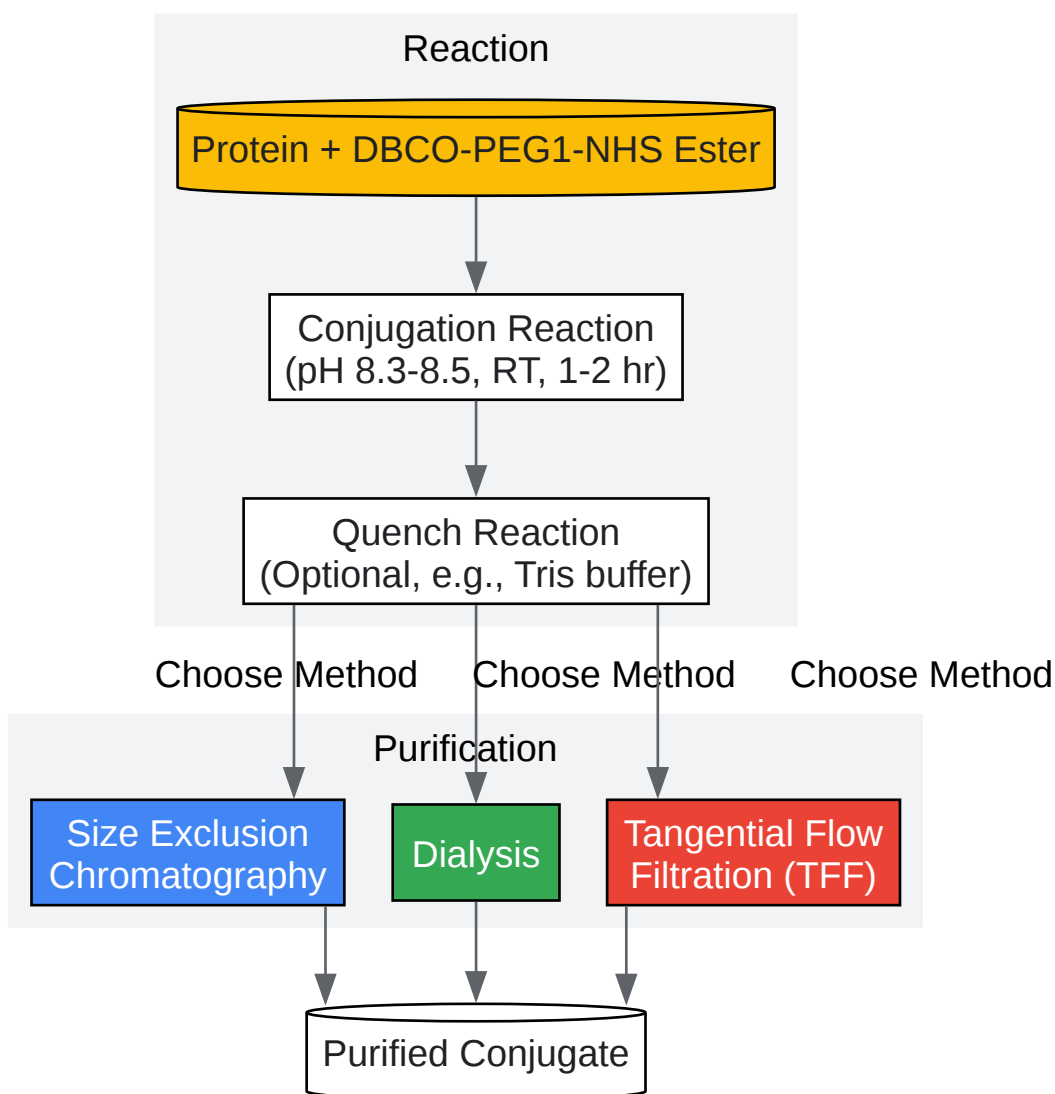 Reaction
Protein + DBCO-PEG1-NHS Ester
Conjugation Reaction
(pH 8.3-8.5, RT, 1-2 hr)
Quench Reaction
(Optional, e.g., Tris buffer)
Choose Method
Choose Method
Choose Method
Purification
Size Exclusion
Chromatography
Dialysis
Tangential Flow
Filtration (TFF)
Purified Conjugate